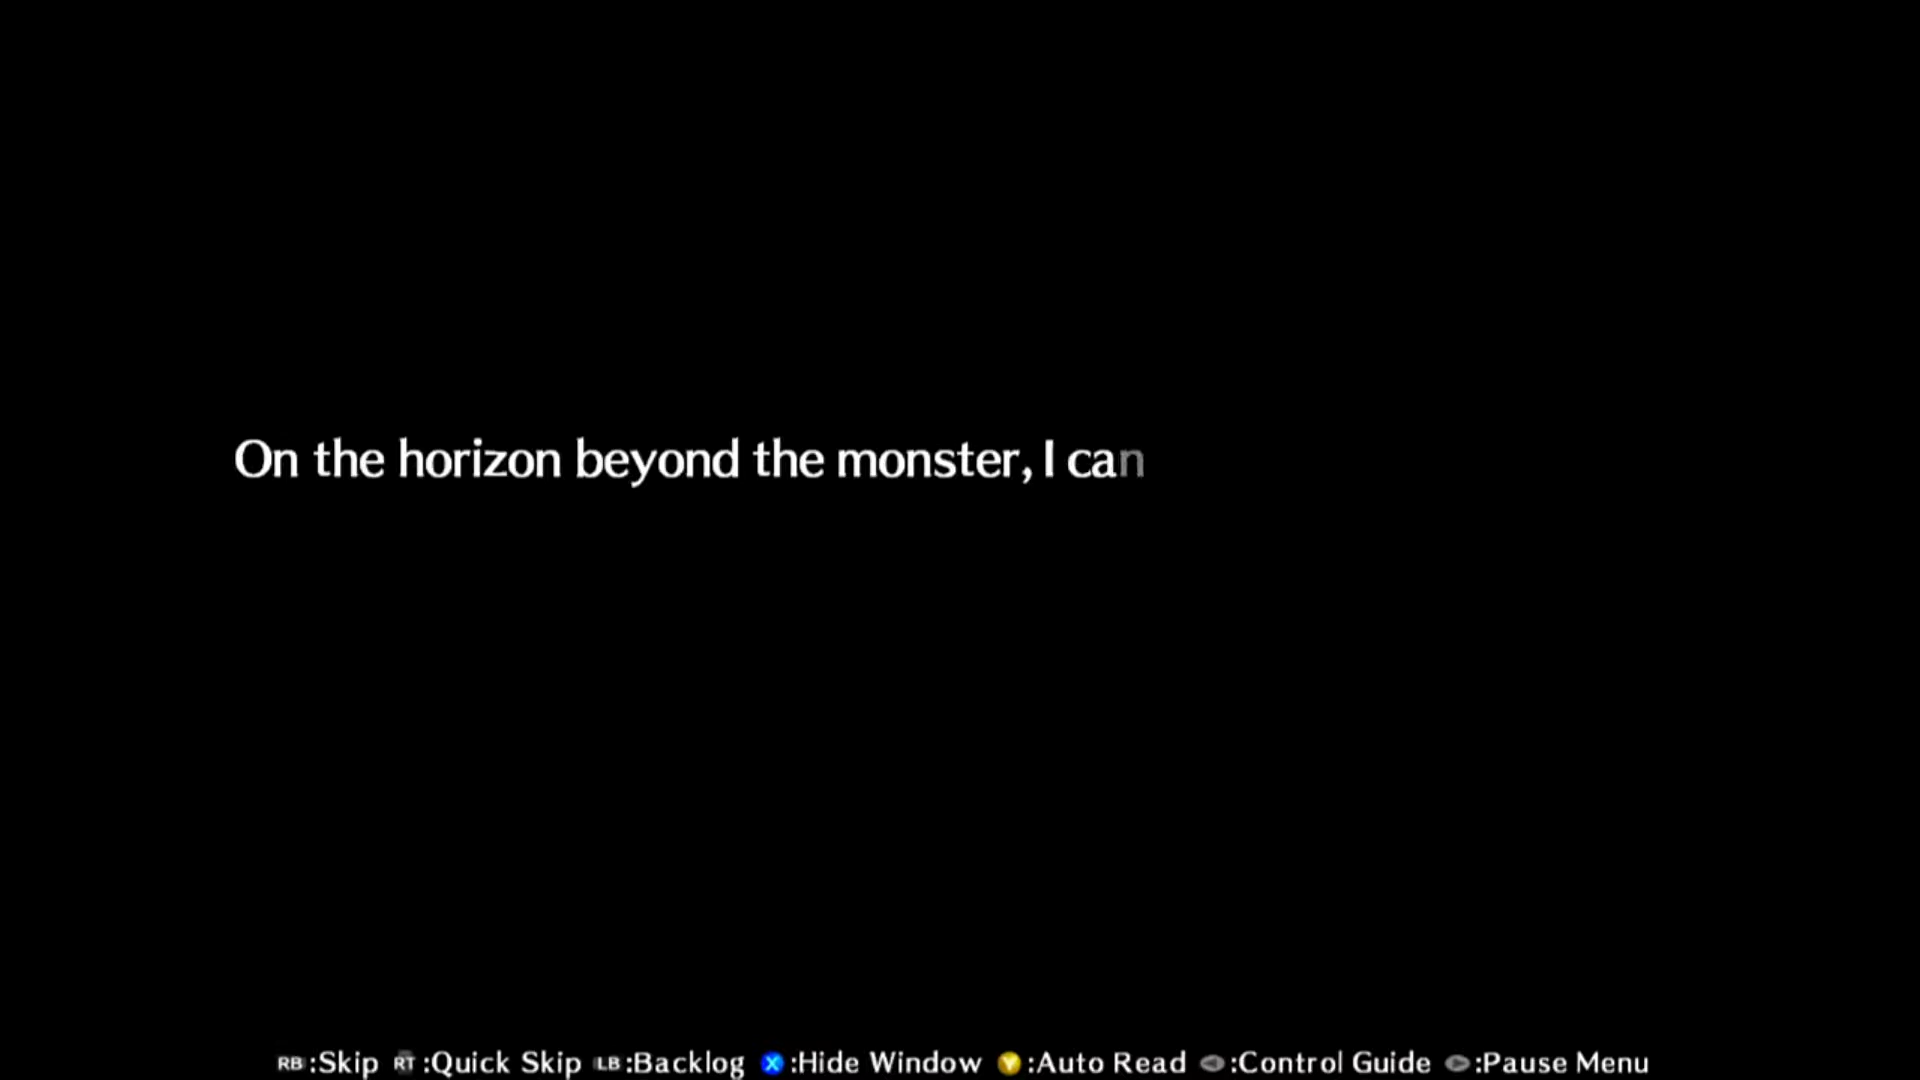 On the horizon beyond the monster, I can
RB:Skip RT:Quick Skip LB:Backlog X:Hide Window Y:Auto Read :Control Guide :Pause Menu